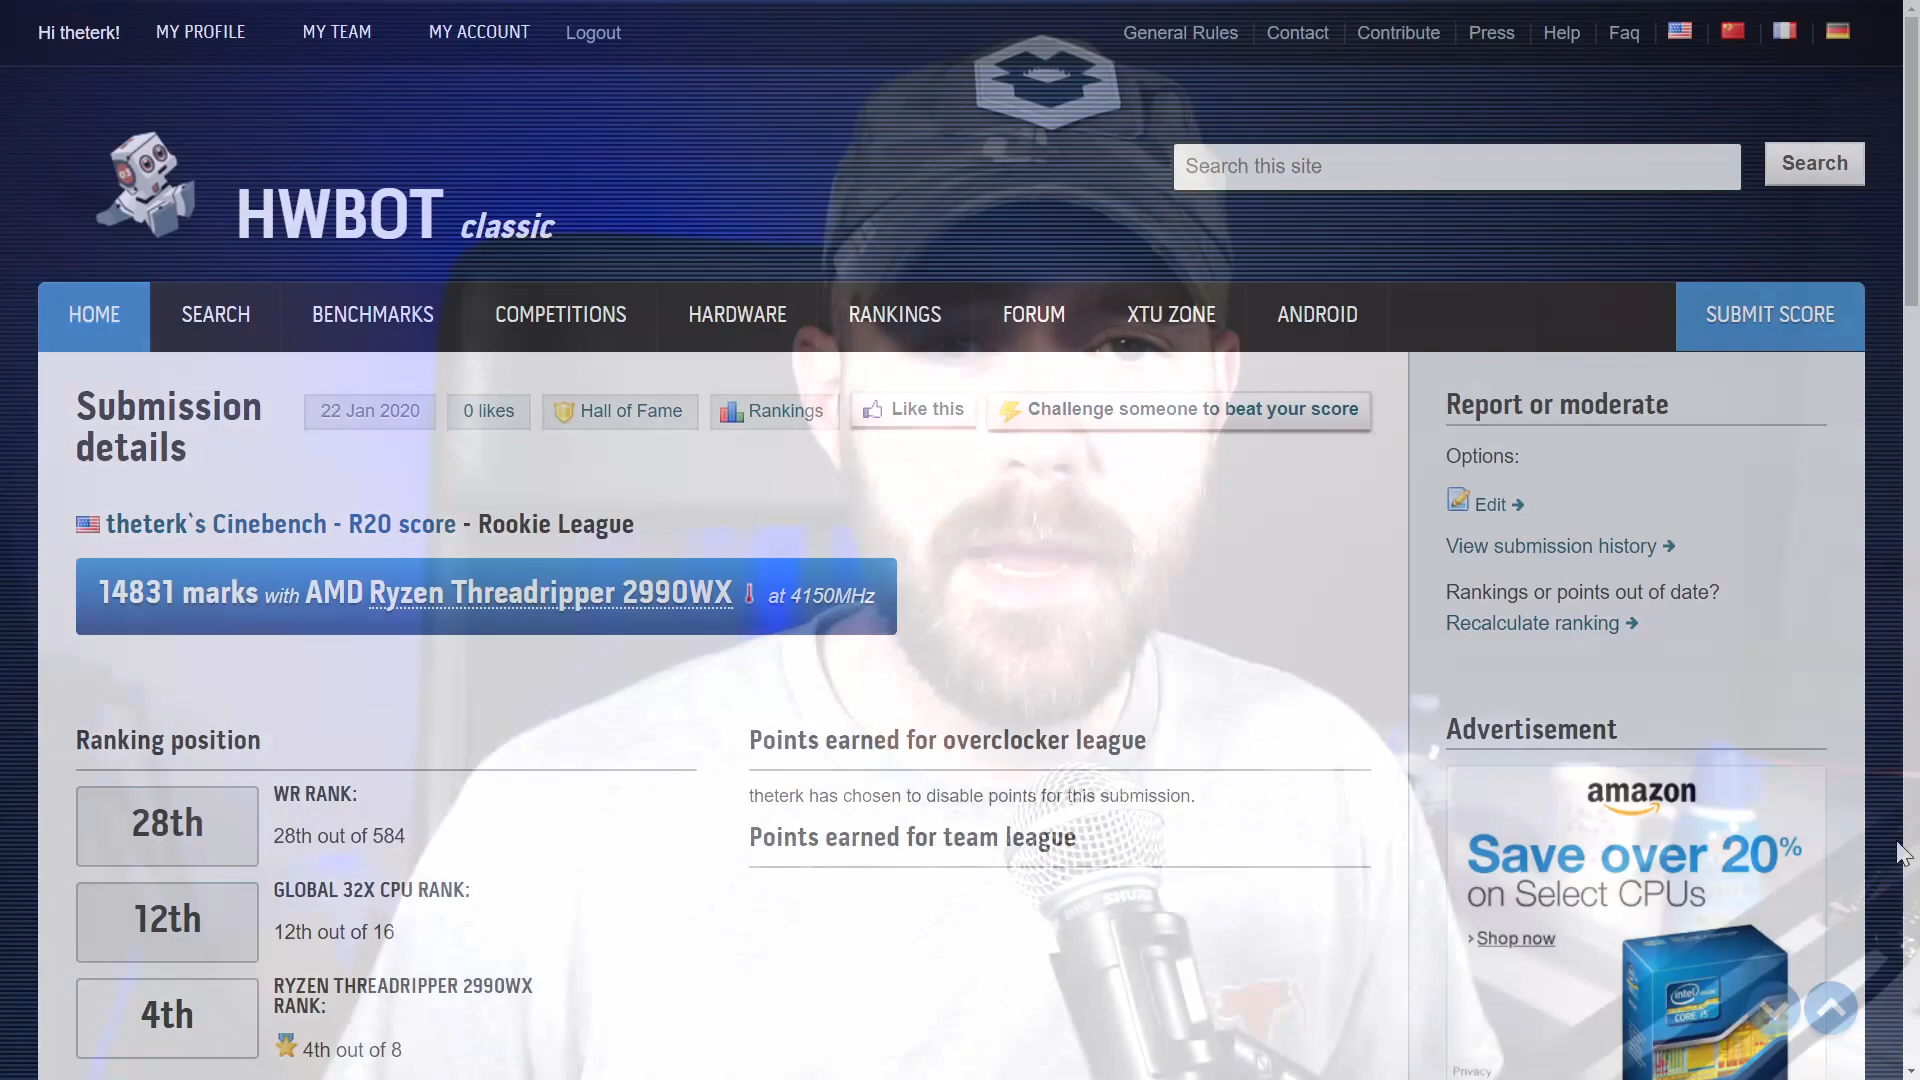 Hi theterk! MY PROFILE MY TEAM MY ACCOUNT Logout General Rules Contact Contribute Press Help Faq
HWBOT classic
Search this site Search
HOME SEARCH BENCHMARKS COMPETITIONS HARDWARE RANKINGS FORUM XTU ZONE ANDROID SUBMIT SCORE
Submission
details
22 Jan 2020 0 likes Hall of Fame Rankings Like this Challenge someone to beat your score
theterk`s Cinebench - R20 score - Rookie League
14831 marks with AMD Ryzen Threadripper 2990WX at 4150MHz
Ranking position
28th
WR RANK:
28th out of 584
12th
GLOBAL 32X CPU RANK:
12th out of 16
4th
RYZEN THREADRIPPER 2990WX
RANK:
4th out of 8
Points earned for overclocker league
theterk has chosen to disable points for this submission.
Points earned for team league
SHURE
Report or moderate
Options:
Edit
View submission history
Rankings or points out of date?
Recalculate ranking
Advertisement
amazon
Save over 20%
on Select CPUs
› Shop now
intel
CORE i5
Privacy